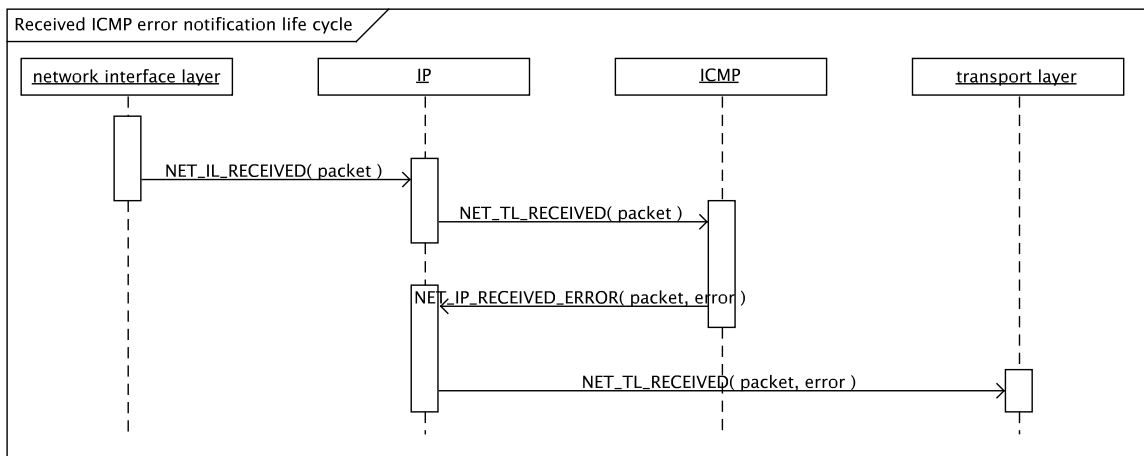 Received ICMP error notification life cycle
network interface layer
IP
ICMP
transport layer
NET_IL_RECEIVED( packet )
NET_TL_RECEIVED( packet )
NET_IP_RECEIVED_ERROR( packet, error )
NET_TL_RECEIVED( packet, error )